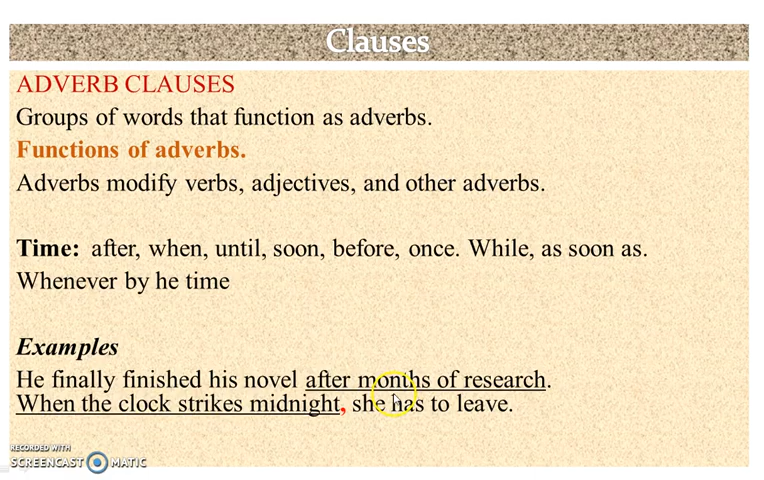 Clauses
ADVERB CLAUSES
Groups of words that function as adverbs.
Functions of adverbs.
Adverbs modify verbs, adjectives, and other adverbs.
Time: after, when, until, soon, before, once. While, as soon as.
Whenever by he time
Examples
He finally finished his novel after months of research.
When the clock strikes midnight, she has to leave.
RECORDED WITH
SCREENCAST MATIC